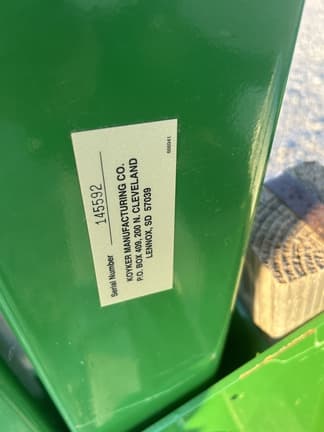 Serial Number 145592
KOYKER MANUFACTURING CO.
P.O. BOX 409, 200 N. CLEVELAND
LENNOX, SD 57039